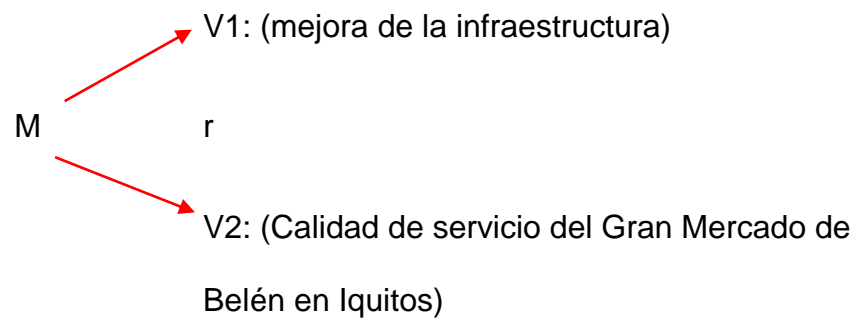 V1: (mejora de la infraestructura)
M r
V2: (Calidad de servicio del Gran Mercado de
Belén en Iquitos)